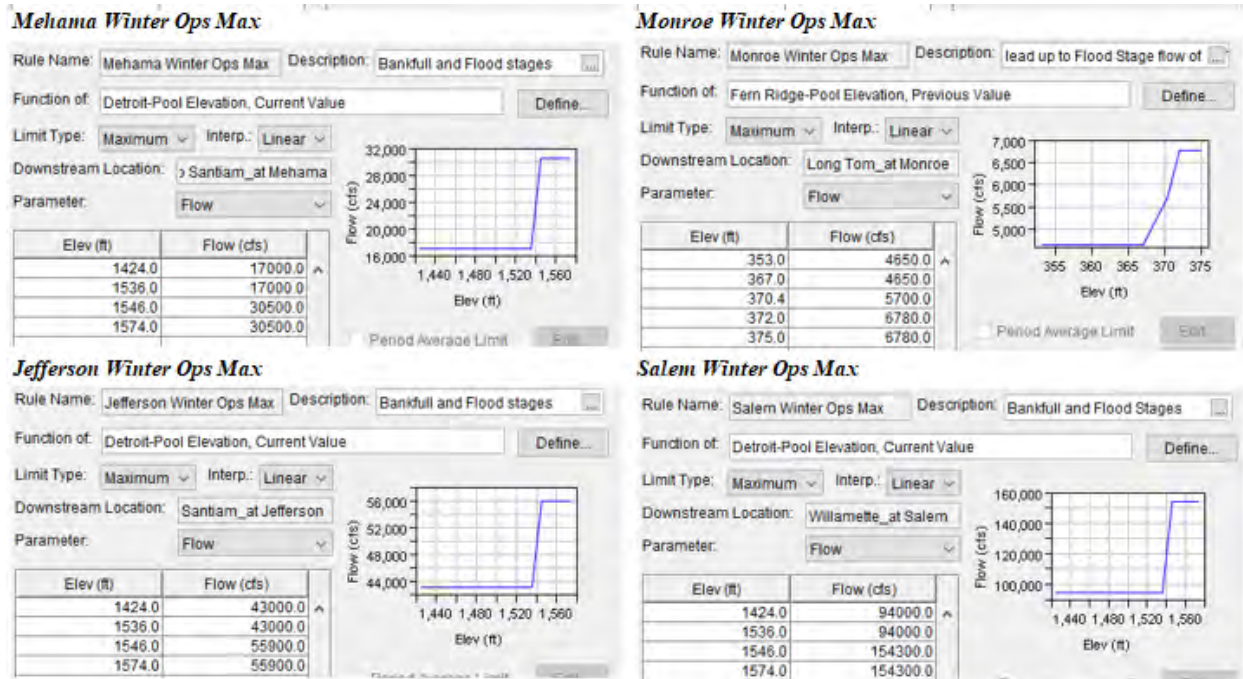 Mehama Winter Ops Max
Rule Name: Mehama Winter Ops Max Description: Bankfull and Flood stages ...
Function of: Detroit-Pool Elevation, Current Value Define...
Limit Type: Maximum Interp.: Linear
Downstream Location: Santiam_at Mehama
Parameter: Flow
Elev (ft) Flow (cfs)
1424.0 17000.0
1536.0 17000.0
1546.0 30500.0
1574.0 30500.0
32,000
28,000
24,000
20,000
16,000
Flow (cfs)
1,440 1,480 1,520 1,560
Elev (ft)
Period Average Limit Edit...
Monroe Winter Ops Max
Rule Name: Monroe Winter Ops Max Description: lead up to Flood Stage flow of ...
Function of: Fern Ridge-Pool Elevation, Previous Value Define...
Limit Type: Maximum Interp.: Linear
Downstream Location: Long Tom_at Monroe
Parameter: Flow
Elev (ft) Flow (cfs)
353.0 4650.0
367.0 4650.0
370.4 5700.0
372.0 6780.0
375.0 6780.0
7,000
6,000
5,500
5,000
Flow (cfs)
355 360 365 370 375
Elev (ft)
Period Average Limit Edit...
Jefferson Winter Ops Max
Rule Name: Jefferson Winter Ops Max Description: Bankfull and Flood stages ...
Function of: Detroit-Pool Elevation, Current Value Define...
Limit Type: Maximum Interp.: Linear
Downstream Location: Santiam_at Jefferson
Parameter: Flow
Elev (ft) Flow (cfs)
1424.0 43000.0
1536.0 43000.0
1546.0 55900.0
1574.0 55900.0
56,000
52,000
48,000
44,000
Flow (cfs)
1,440 1,480 1,520 1,560
Elev (ft)
Salem Winter Ops Max
Rule Name: Salem Winter Ops Max Description: Bankfull and Flood Stages ...
Function of: Detroit-Pool Elevation, Current Value Define...
Limit Type: Maximum Interp.: Linear
Downstream Location: Willamette_at Salem
Parameter: Flow
Elev (ft) Flow (cfs)
1424.0 94000.0
1536.0 94000.0
1546.0 154300.0
1574.0 154300.0
160,000
140,000
120,000
100,000
Flow (cfs)
1,440 1,480 1,520 1,560
Elev (ft)